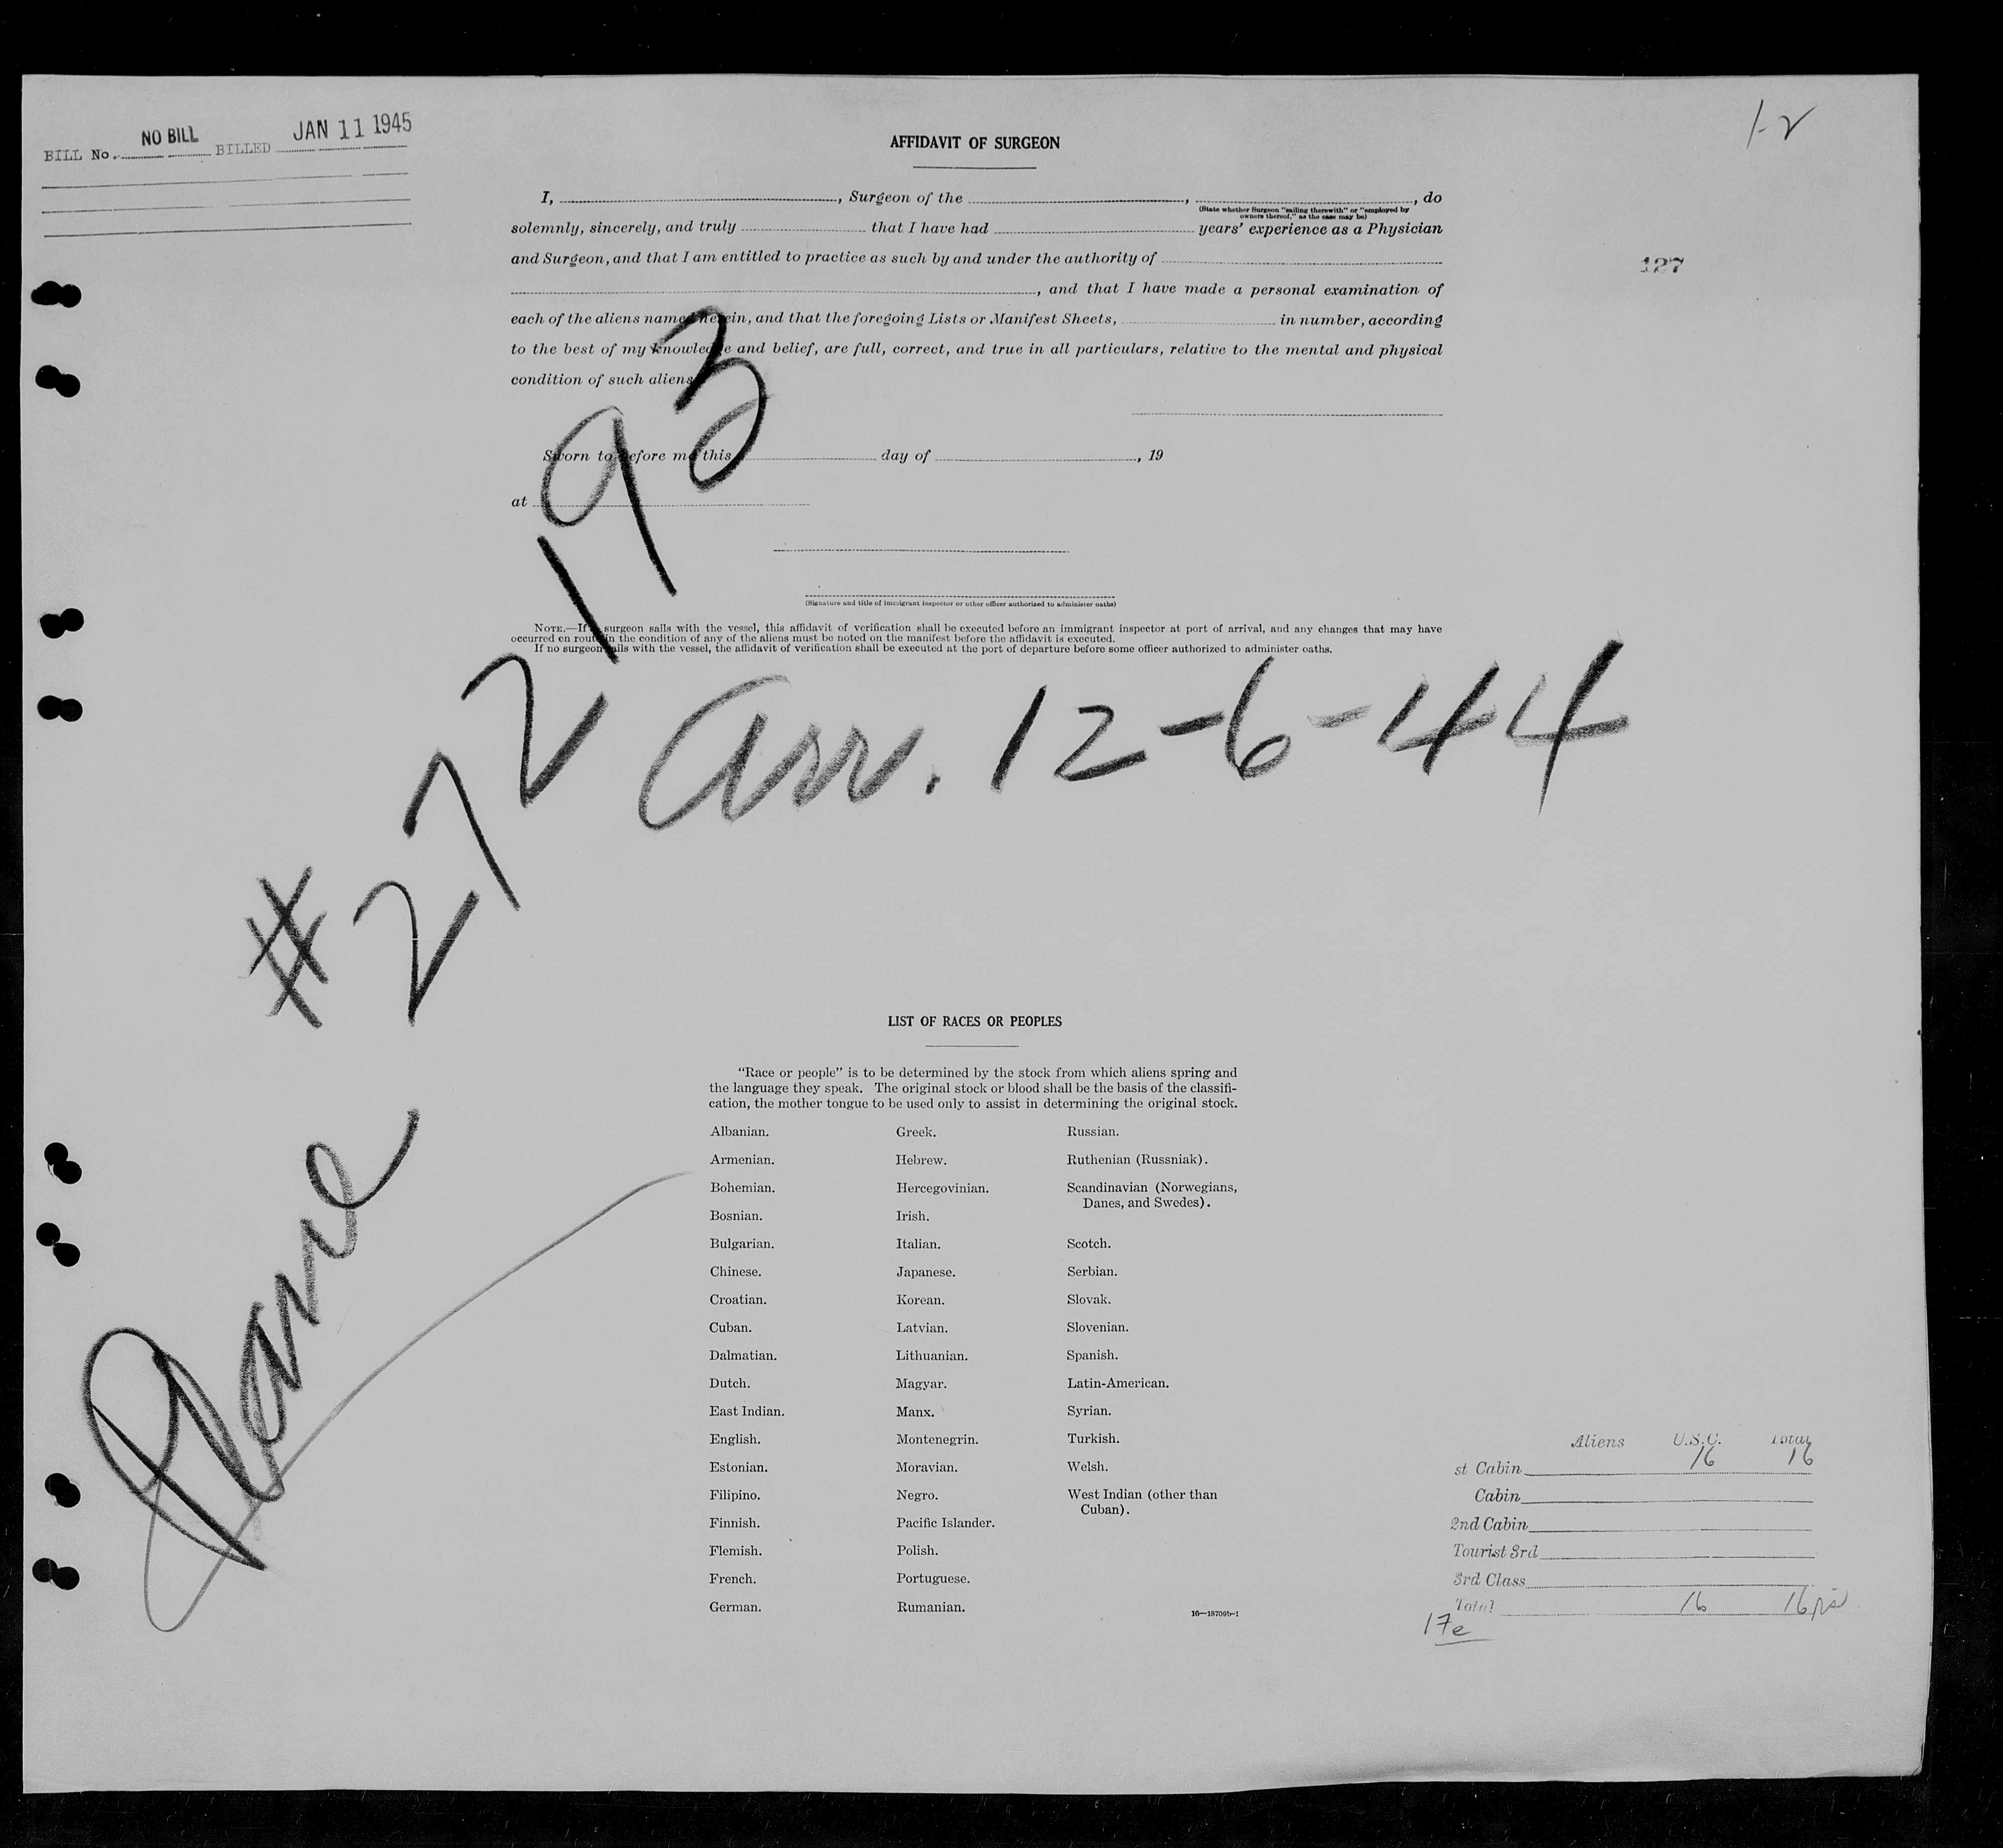 NO BILL JAN 11 1945
BILL No. BILLED
1-2
127
AFFIDAVIT OF SURGEON
I, , Surgeon of the , , do
(State whether Surgeon "sailing therewith" or "employed by
owners thereof," as the case may be)
solemnly, sincerely, and truly that I have had years' experience as a Physician
and Surgeon, and that I am entitled to practice as such by and under the authority of
, and that I have made a personal examination of
each of the aliens named herein, and that the foregoing Lists or Manifest Sheets, in number, according
to the best of my knowledge and belief, are full, correct, and true in all particulars, relative to the mental and physical
condition of such aliens
Sworn to before me this day of , 19
at
(Signature and title of immigrant inspector or other officer authorized to administer oaths)
NOTE.—If a surgeon sails with the vessel, this affidavit of verification shall be executed before an immigrant inspector at port of arrival, and any changes that may have
occurred en route in the condition of any of the aliens must be noted on the manifest before the affidavit is executed.
If no surgeon sails with the vessel, the affidavit of verification shall be executed at the port of departure before some officer authorized to administer oaths.
Plane # 272193
arr. 12-6-44
LIST OF RACES OR PEOPLES
"Race or people" is to be determined by the stock from which aliens spring and
the language they speak. The original stock or blood shall be the basis of the classifi-
cation, the mother tongue to be used only to assist in determining the original stock.
Albanian. Greek. Russian.
Armenian. Hebrew. Ruthenian (Russniak).
Bohemian. Hercegovinian. Scandinavian (Norwegians,
Danes, and Swedes).
Bosnian. Irish.
Bulgarian. Italian. Scotch.
Chinese. Japanese. Serbian.
Croatian. Korean. Slovak.
Cuban. Latvian. Slovenian.
Dalmatian. Lithuanian. Spanish.
Dutch. Magyar. Latin-American.
East Indian. Manx. Syrian.
English. Montenegrin. Turkish.
Estonian. Moravian. Welsh.
Filipino. Negro. West Indian (other than
Cuban).
Finnish. Pacific Islander.
Flemish. Polish.
French. Portuguese.
German. Rumanian.
16—18709b-1
Aliens U.S.C. Total
st Cabin 16 16
Cabin
2nd Cabin
Tourist 3rd
3rd Class
Total 16 16
17e